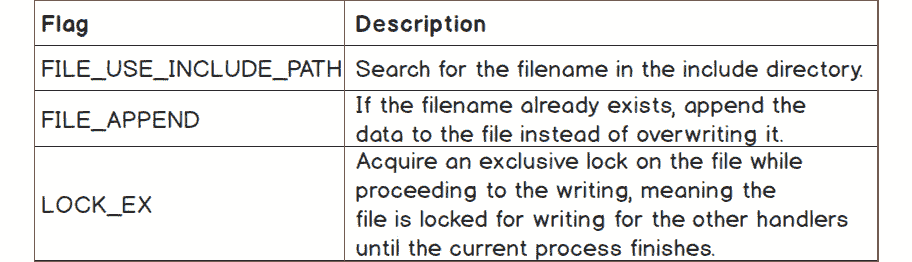 Flag Description
FILE_USE_INCLUDE_PATH Search for the filename in the include directory.
FILE_APPEND If the filename already exists, append the
data to the file instead of overwriting it.
Acquire an exclusive lock on the file while
proceeding to the writing, meaning the
LOCK_EX
file is locked for writing for the other handlers
until the current process finishes.